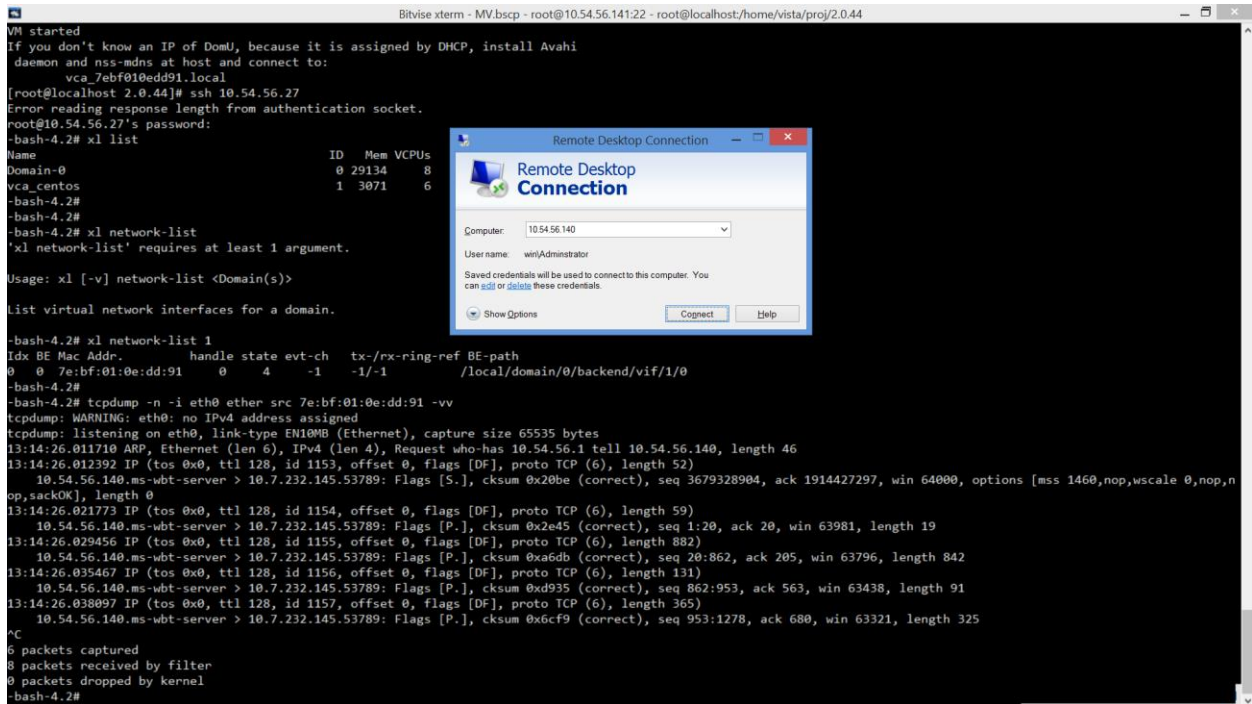 Bitvise xterm - MV.bscp - root@10.54.56.141:22 - root@localhost:/home/vista/proj/2.0.44
VM started
If you don't know an IP of DomU, because it is assigned by DHCP, install Avahi
 daemon and nss-mdns at host and connect to:
        vca_7ebf010edd91.local
[root@localhost 2.0.44]# ssh 10.54.56.27
Error reading response length from authentication socket.
root@10.54.56.27's password:
-bash-4.2# xl list
Name ID Mem VCPUs
Domain-0 0 29134 8
vca_centos 1 3071 6
-bash-4.2#
-bash-4.2#
-bash-4.2# xl network-list
'xl network-list' requires at least 1 argument.
Usage: xl [-v] network-list <Domain(s)>
List virtual network interfaces for a domain.
-bash-4.2# xl network-list 1
Idx BE Mac Addr. handle state evt-ch tx-/rx-ring-ref BE-path
0 0 7e:bf:01:0e:dd:91 0 4 -1 -1/-1 /local/domain/0/backend/vif/1/0
-bash-4.2#
-bash-4.2# tcpdump -n -i eth0 ether src 7e:bf:01:0e:dd:91 -vv
tcpdump: WARNING: eth0: no IPv4 address assigned
tcpdump: listening on eth0, link-type EN10MB (Ethernet), capture size 65535 bytes
13:14:26.011710 ARP, Ethernet (len 6), IPv4 (len 4), Request who-has 10.54.56.1 tell 10.54.56.140, length 46
13:14:26.012392 IP (tos 0x0, ttl 128, id 1153, offset 0, flags [DF], proto TCP (6), length 52)
    10.54.56.140.ms-wbt-server > 10.7.232.145.53789: Flags [S.], cksum 0x20be (correct), seq 3679328904, ack 1914427297, win 64000, options [mss 1460,nop,wscale 0,nop,n
op,sackOK], length 0
13:14:26.021773 IP (tos 0x0, ttl 128, id 1154, offset 0, flags [DF], proto TCP (6), length 59)
    10.54.56.140.ms-wbt-server > 10.7.232.145.53789: Flags [P.], cksum 0x2e45 (correct), seq 1:20, ack 20, win 63981, length 19
13:14:26.029456 IP (tos 0x0, ttl 128, id 1155, offset 0, flags [DF], proto TCP (6), length 882)
    10.54.56.140.ms-wbt-server > 10.7.232.145.53789: Flags [P.], cksum 0xa6db (correct), seq 20:862, ack 205, win 63796, length 842
13:14:26.035467 IP (tos 0x0, ttl 128, id 1156, offset 0, flags [DF], proto TCP (6), length 131)
    10.54.56.140.ms-wbt-server > 10.7.232.145.53789: Flags [P.], cksum 0xd935 (correct), seq 862:953, ack 563, win 63438, length 91
13:14:26.038097 IP (tos 0x0, ttl 128, id 1157, offset 0, flags [DF], proto TCP (6), length 365)
    10.54.56.140.ms-wbt-server > 10.7.232.145.53789: Flags [P.], cksum 0x6cf9 (correct), seq 953:1278, ack 680, win 63321, length 325
^C
6 packets captured
8 packets received by filter
0 packets dropped by kernel
-bash-4.2#
Remote Desktop Connection
Remote Desktop
Connection
Computer: 10.54.56.140
User name: win\Adminstrator
Saved credentials will be used to connect to this computer. You
can edit or delete these credentials.
Show Options Connect Help